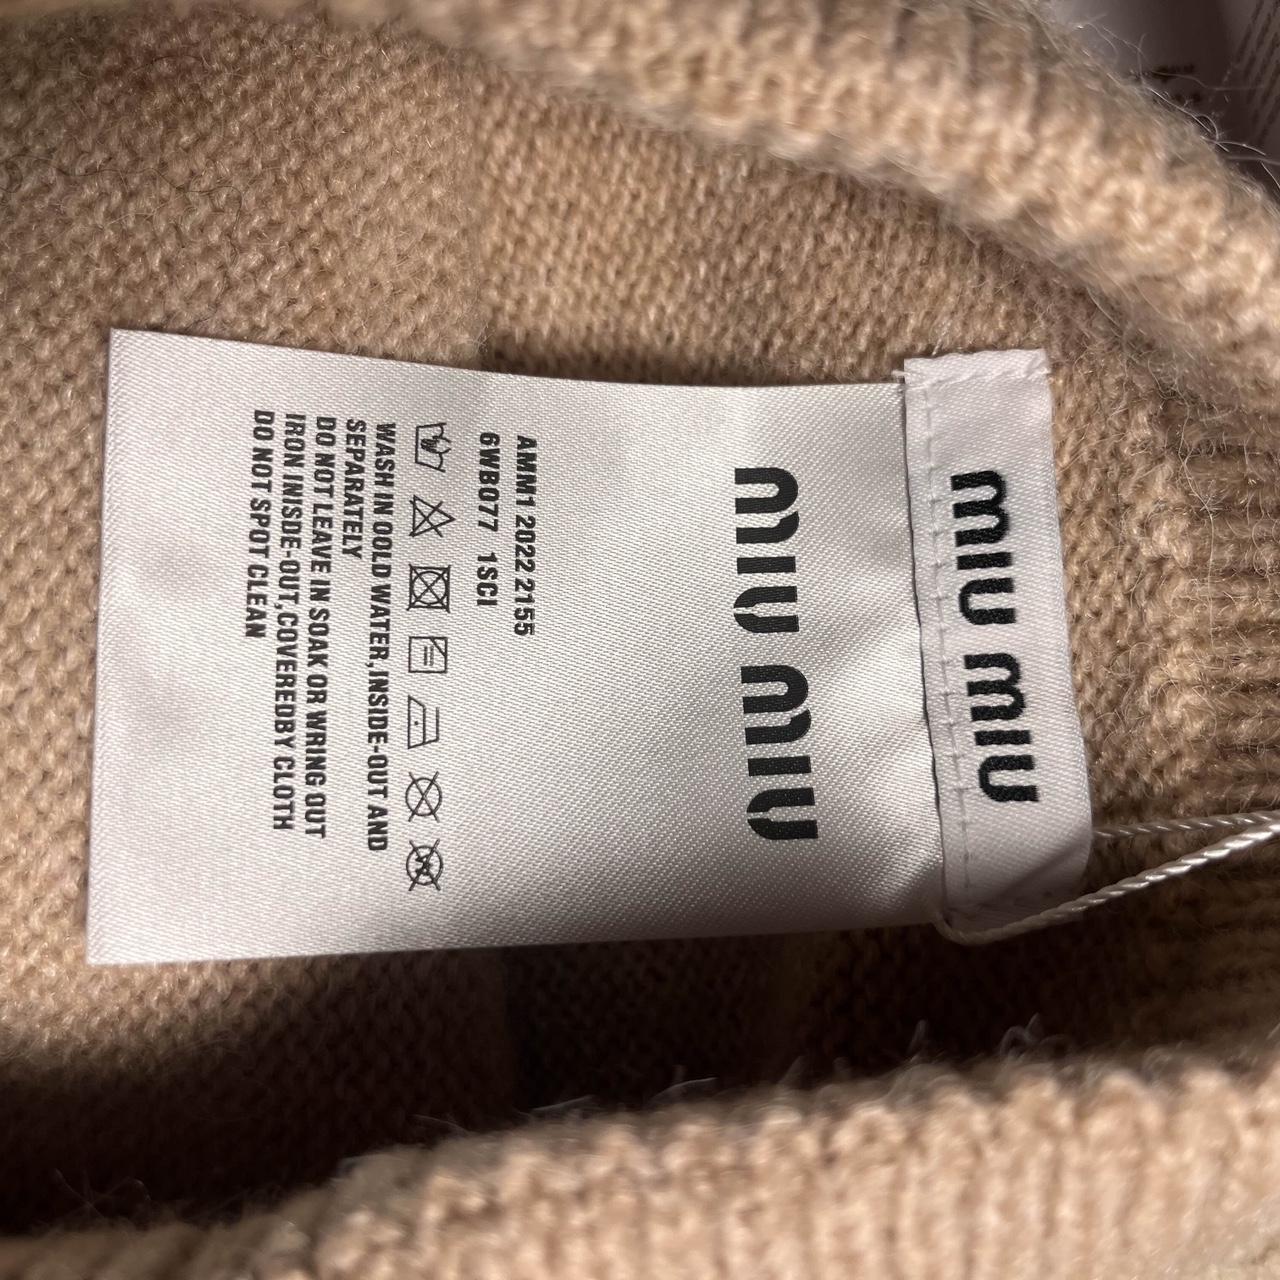 miu miu
miu miu
AMM1 2022 2155
6WB077 1SCI
WASH IN OOLD WATER,INSIDE-OUT AND
SEPARATELY
DO NOT LEAVE IN SOAK OR WRING OUT
IRON INISDE-OUT,COVEREDBY CLOTH
DO NOT SPOT CLEAN